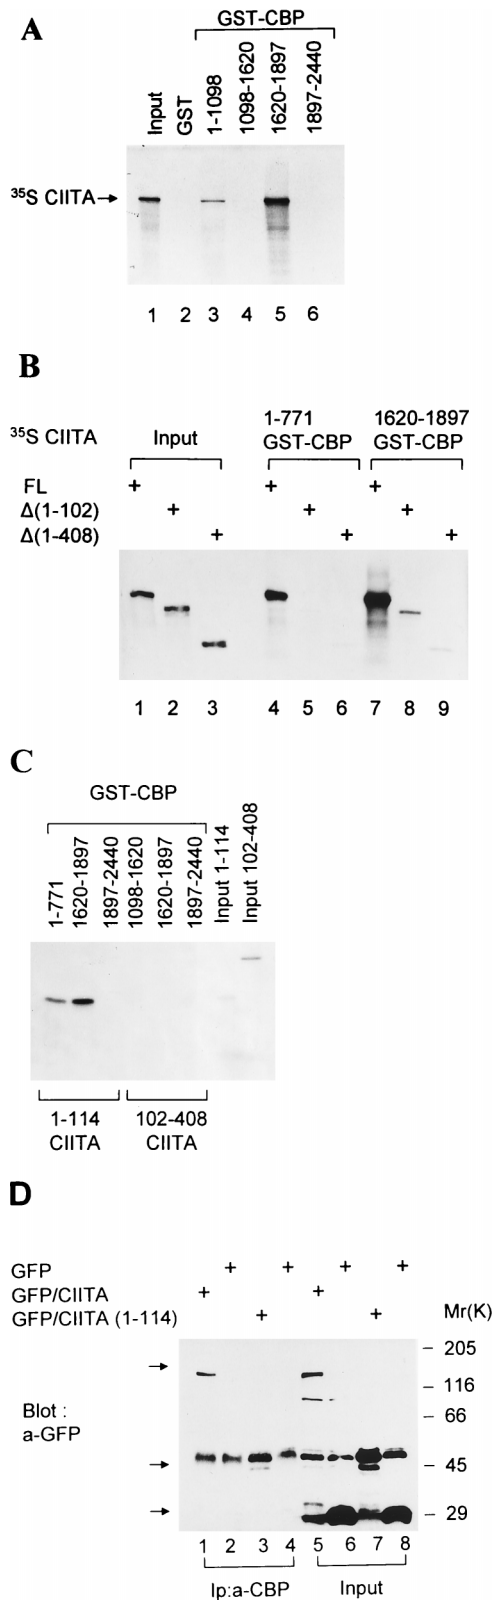 A
GST-CBP
Input
GST
1-1098
1098-1620
1620-1897
1897-2440
³⁵S CIITA
1 2 3 4 5 6
B
³⁵S CIITA Input 1-771 GST-CBP 1620-1897 GST-CBP
FL + + +
Δ(1-102) + + +
Δ(1-408) + + +
1 2 3 4 5 6 7 8 9
C
GST-CBP
1-771
1620-1897
1897-2440
1098-1620
1620-1897
1897-2440
Input 1-114
Input 102-408
1-114 102-408
CIITA CIITA
D
GFP + + + +
GFP/CIITA + +
GFP/CIITA (1-114) + +
Mr(K)
205
116
66
Blot :
a-GFP
45
29
1 2 3 4 5 6 7 8
Ip:a-CBP Input